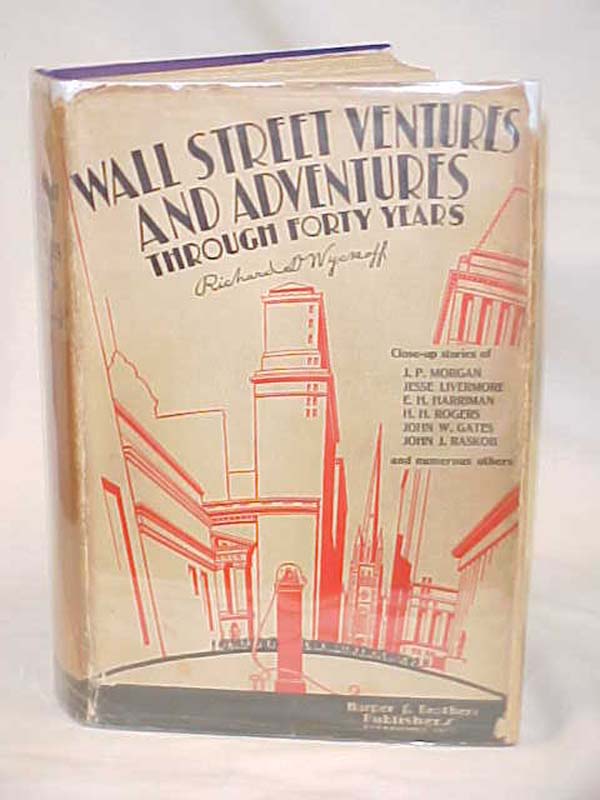 WALL STREET VENTURES
AND ADVENTURES
THROUGH FORTY YEARS
Richard D Wyckoff
Close-up stories of
J. P. MORGAN
JESSE LIVERMORE
E. H. HARRIMAN
H. H. ROGERS
JOHN W. GATES
JOHN J. RASKOB
and numerous others
Harper & Brothers
Publishers